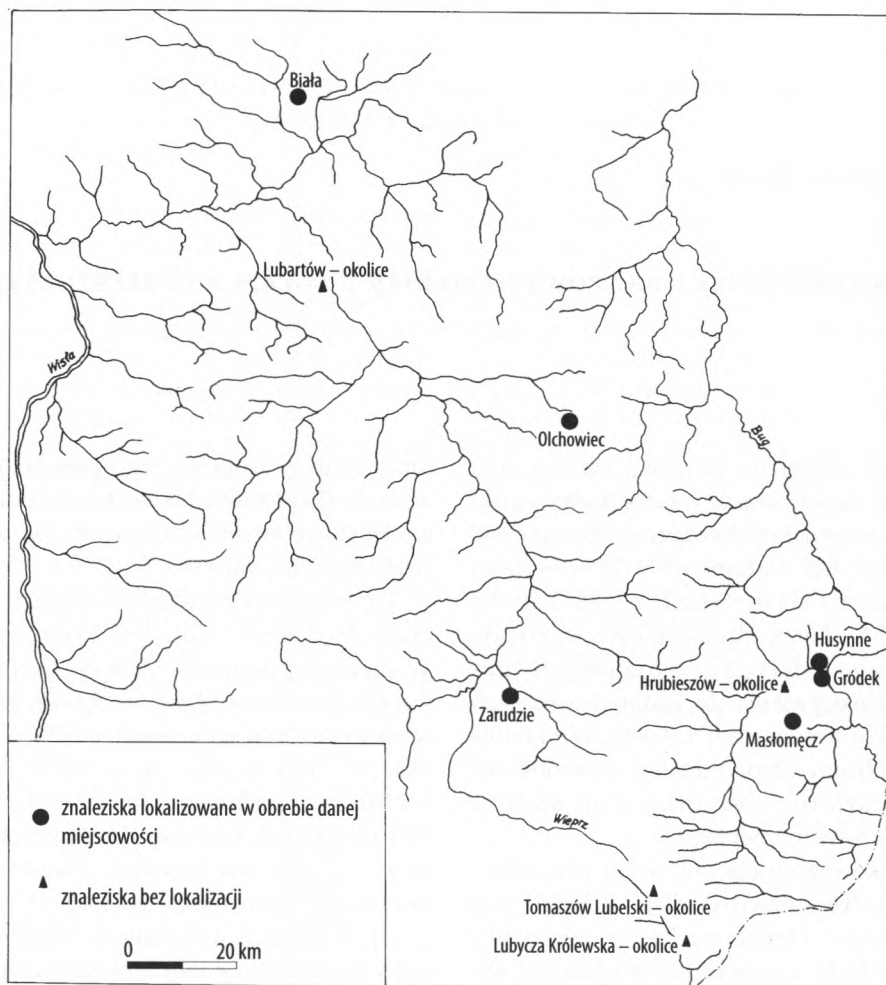 Biała
Lubartów – okolice
Wisła
Olchowiec
Bug
Husynne
Hrubieszów – okolice
Gródek
Zarudzie
Masłomęcz
Wieprz
znaleziska lokalizowane w obrebie danej
miejscowości
znaleziska bez lokalizacji
Tomaszów Lubelski – okolice
Lubycza Królewska – okolice
0 20 km